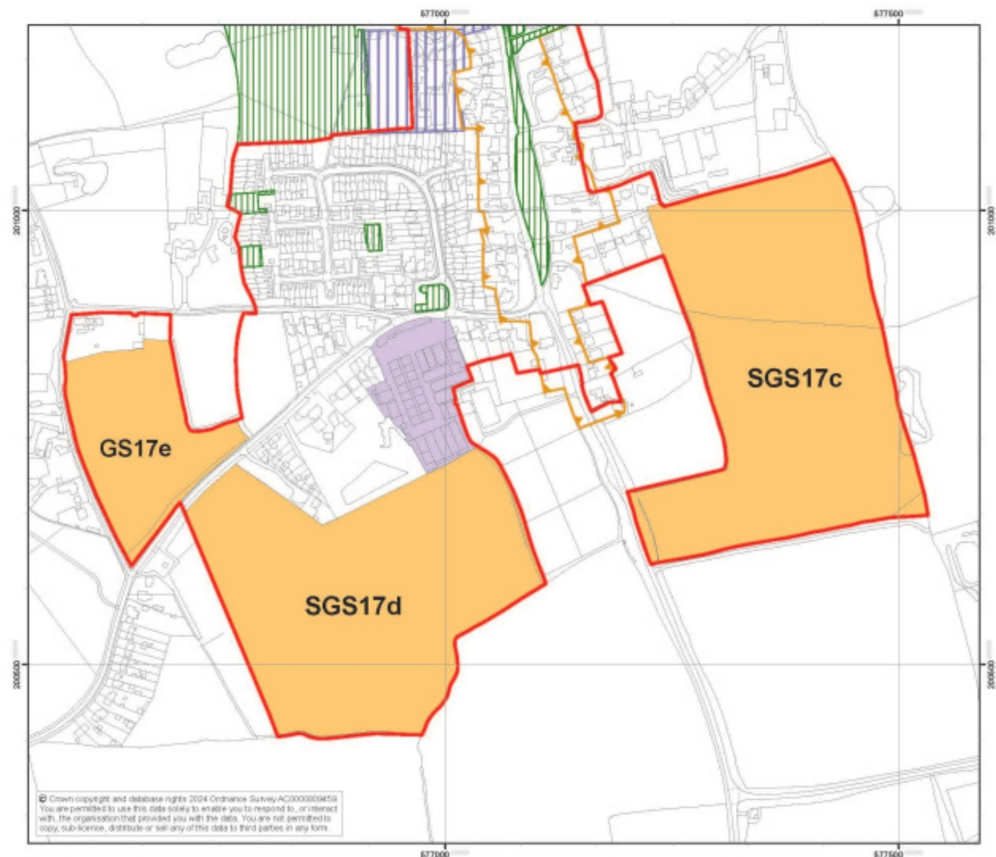 577000
577500
201000
201000
SGS17c
GS17e
SGS17d
200500
200500
© Crown copyright and database rights 2024 Ordnance Survey AC0000809459
You are permitted to use this data solely to enable you to respond to, or interact
with, the organisation that provided you with the data. You are not permitted to
copy, sub-licence, distribute or sell any of this data to third parties in any form.
577000
577500